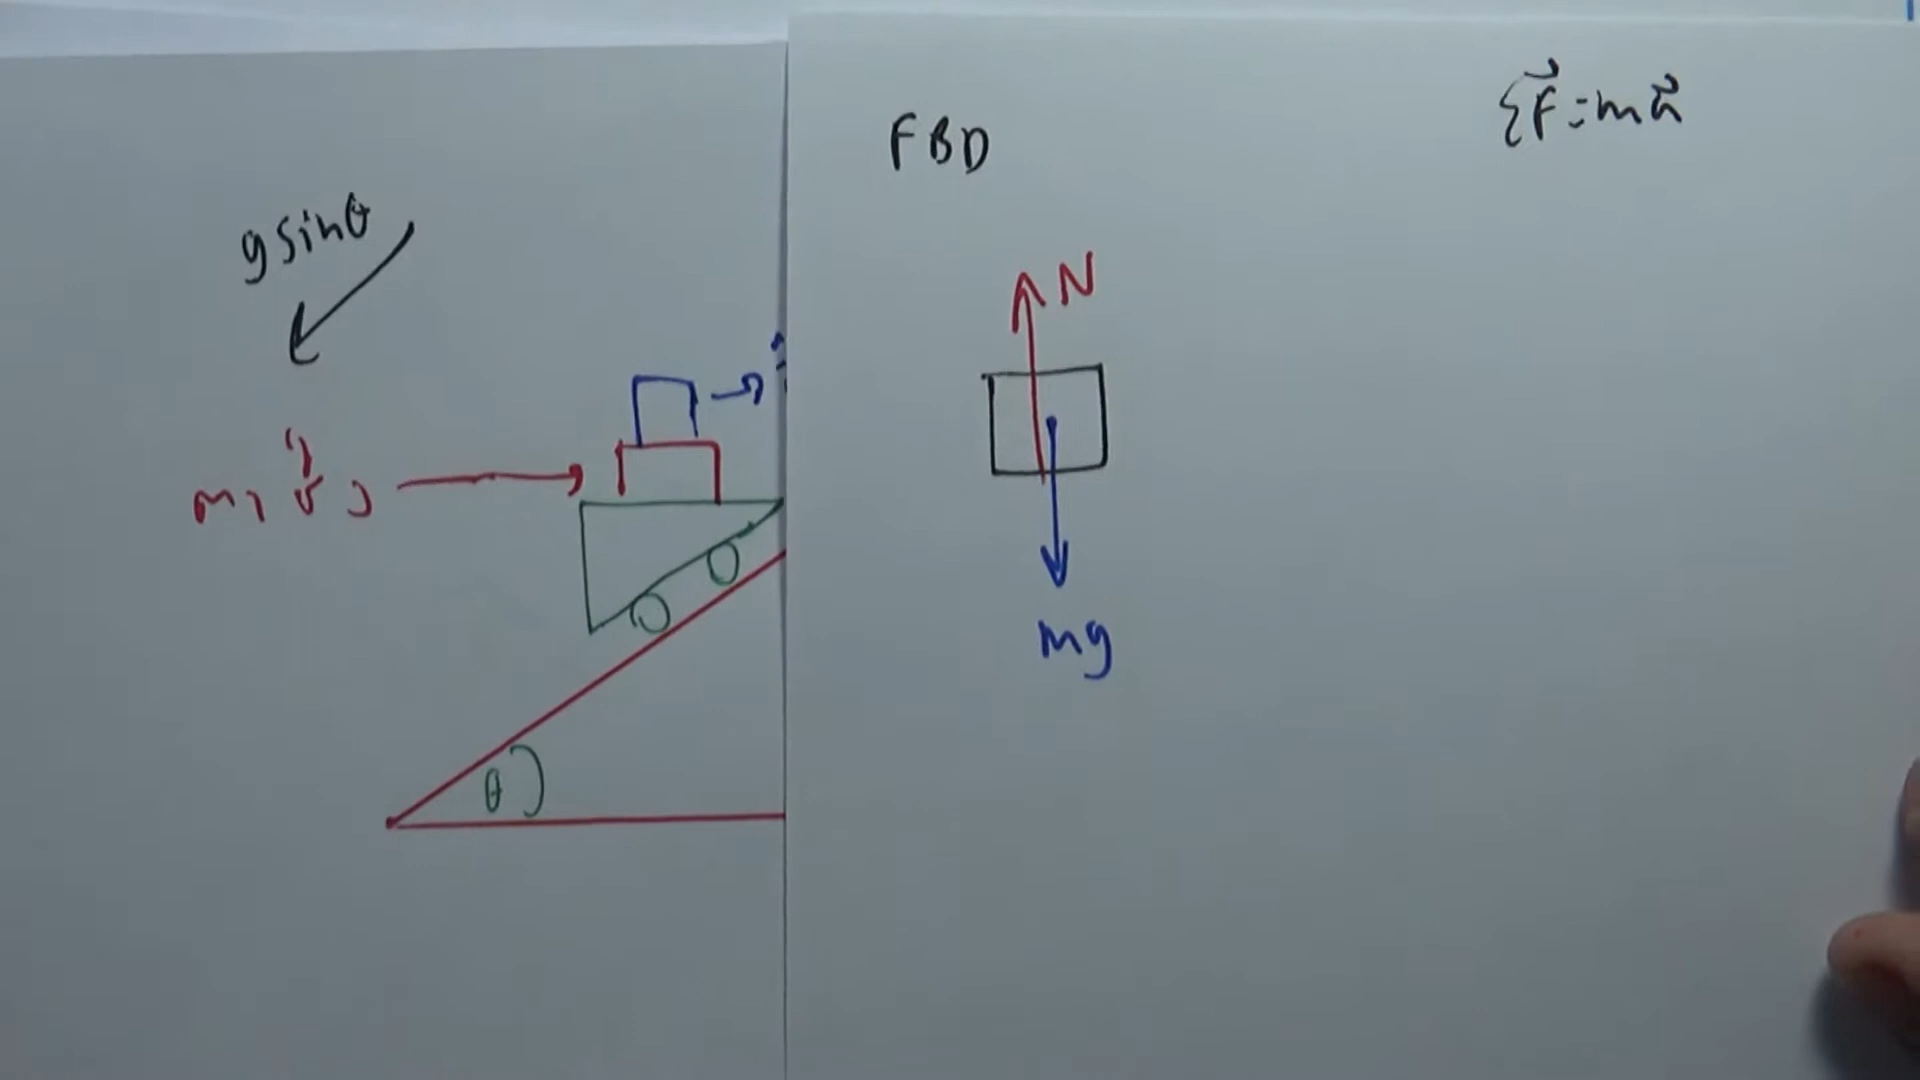 g sinθ
θ
FBD
N
mg
ΣF⃗ = ma⃗